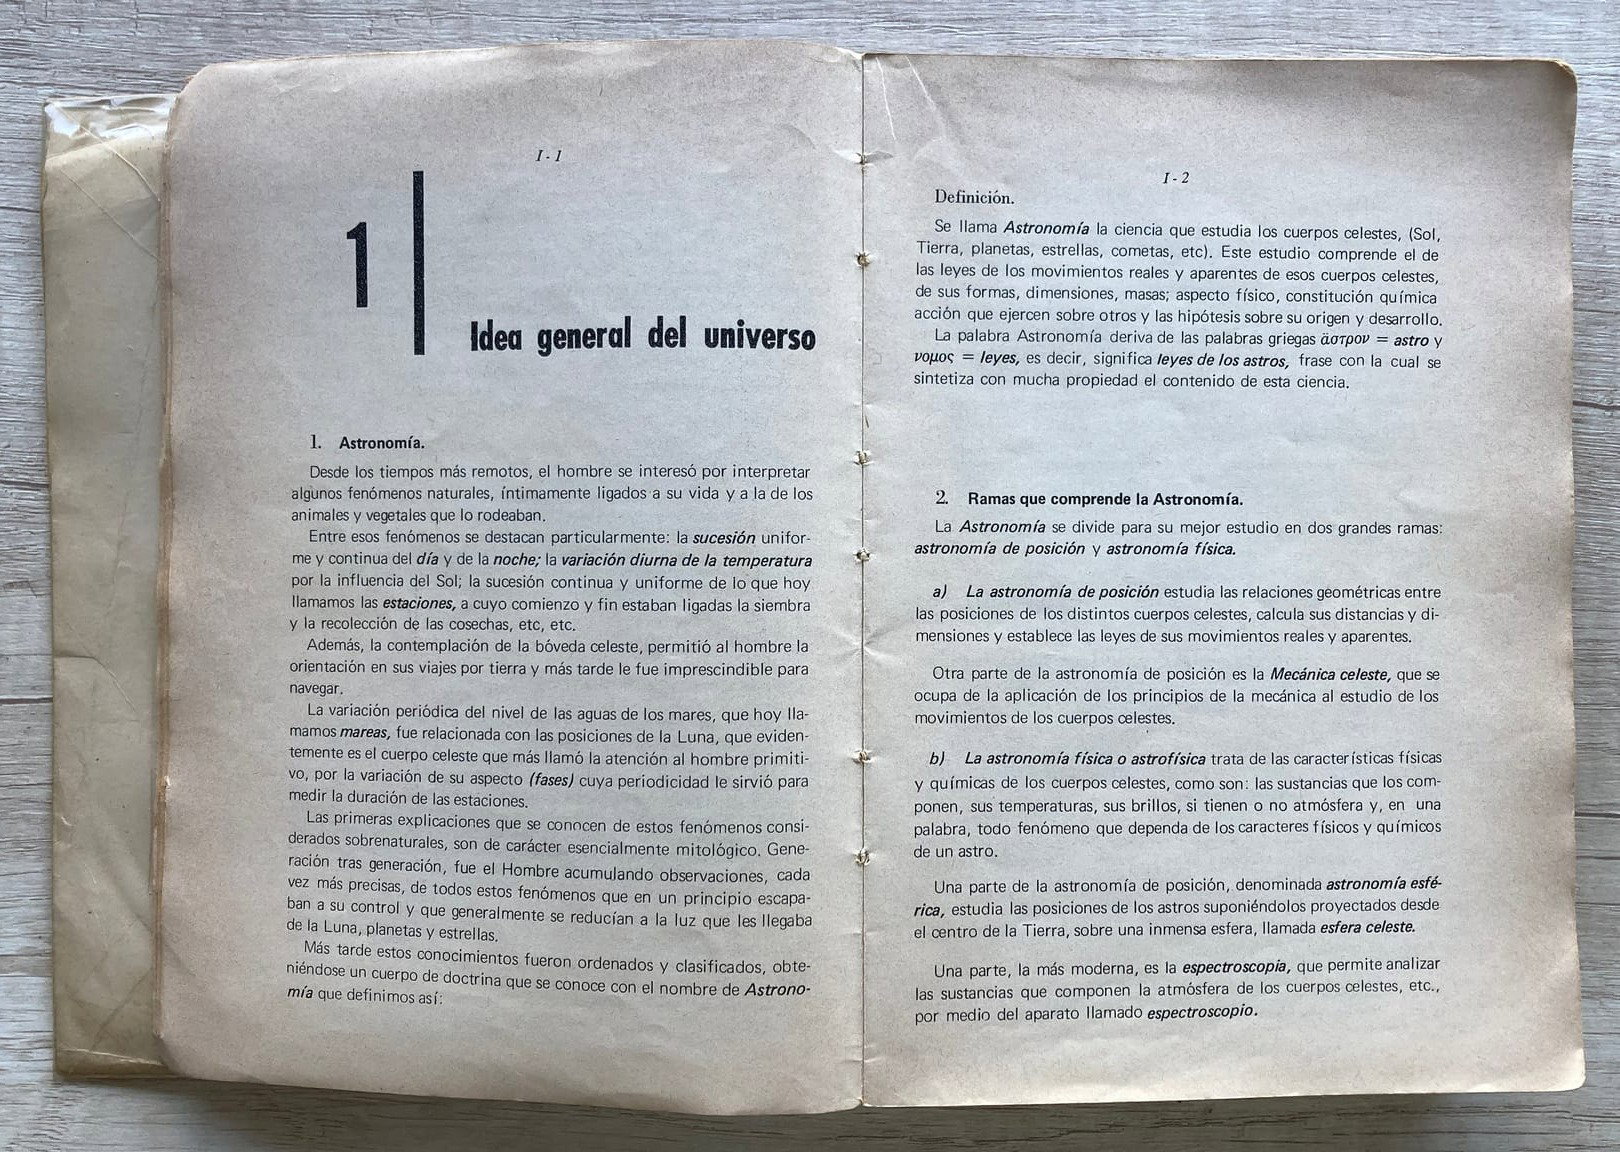 I - 1
1
Idea general del universo
1. Astronomía.
Desde los tiempos más remotos, el hombre se interesó por interpretar
algunos fenómenos naturales, íntimamente ligados a su vida y a la de los
animales y vegetales que lo rodeaban.
Entre esos fenómenos se destacan particularmente: la sucesión unifor-
me y continua del día y de la noche; la variación diurna de la temperatura
por la influencia del Sol; la sucesión continua y uniforme de lo que hoy
llamamos las estaciones, a cuyo comienzo y fin estaban ligadas la siembra
y la recolección de las cosechas, etc, etc.
Además, la contemplación de la bóveda celeste, permitió al hombre la
orientación en sus viajes por tierra y más tarde le fue imprescindible para
navegar.
La variación periódica del nivel de las aguas de los mares, que hoy lla-
mamos mareas, fue relacionada con las posiciones de la Luna, que eviden-
temente es el cuerpo celeste que más llamó la atención al hombre primiti-
vo, por la variación de su aspecto (fases) cuya periodicidad le sirvió para
medir la duración de las estaciones.
Las primeras explicaciones que se conocen de estos fenómenos consi-
derados sobrenaturales, son de carácter esencialmente mitológico. Gene-
ración tras generación, fue el Hombre acumulando observaciones, cada
vez más precisas, de todos estos fenómenos que en un principio escapa-
ban a su control y que generalmente se reducían a la luz que les llegaba
de la Luna, planetas y estrellas.
Más tarde estos conocimientos fueron ordenados y clasificados, obte-
niéndose un cuerpo de doctrina que se conoce con el nombre de Astrono-
mía que definimos así:
I - 2
Definición.
Se llama Astronomía la ciencia que estudia los cuerpos celestes, (Sol,
Tierra, planetas, estrellas, cometas, etc). Este estudio comprende el de
las leyes de los movimientos reales y aparentes de esos cuerpos celestes,
de sus formas, dimensiones, masas; aspecto físico, constitución química
acción que ejercen sobre otros y las hipótesis sobre su origen y desarrollo.
La palabra Astronomía deriva de las palabras griegas ἄστρον = astro y
νομος = leyes, es decir, significa leyes de los astros, frase con la cual se
sintetiza con mucha propiedad el contenido de esta ciencia.
2. Ramas que comprende la Astronomía.
La Astronomía se divide para su mejor estudio en dos grandes ramas:
astronomía de posición y astronomía física.
a) La astronomía de posición estudia las relaciones geométricas entre
las posiciones de los distintos cuerpos celestes, calcula sus distancias y di-
mensiones y establece las leyes de sus movimientos reales y aparentes.
Otra parte de la astronomía de posición es la Mecánica celeste, que se
ocupa de la aplicación de los principios de la mecánica al estudio de los
movimientos de los cuerpos celestes.
b) La astronomía física o astrofísica trata de las características físicas
y químicas de los cuerpos celestes, como son: las sustancias que los com-
ponen, sus temperaturas, sus brillos, si tienen o no atmósfera y, en una
palabra, todo fenómeno que dependa de los caracteres físicos y químicos
de un astro.
Una parte de la astronomía de posición, denominada astronomía esfé-
rica, estudia las posiciones de los astros suponiéndolos proyectados desde
el centro de la Tierra, sobre una inmensa esfera, llamada esfera celeste.
Una parte, la más moderna, es la espectroscopía, que permite analizar
las sustancias que componen la atmósfera de los cuerpos celestes, etc.,
por medio del aparato llamado espectroscopio.